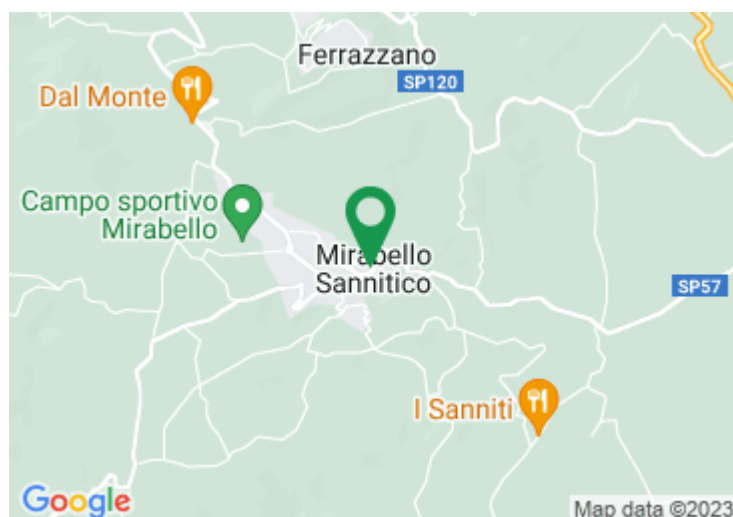 Ferrazzano
SP120
Dal Monte
Campo sportivo
Mirabello
Mirabello
Sannitico
SP57
I Sanniti
Google
Map data ©2023